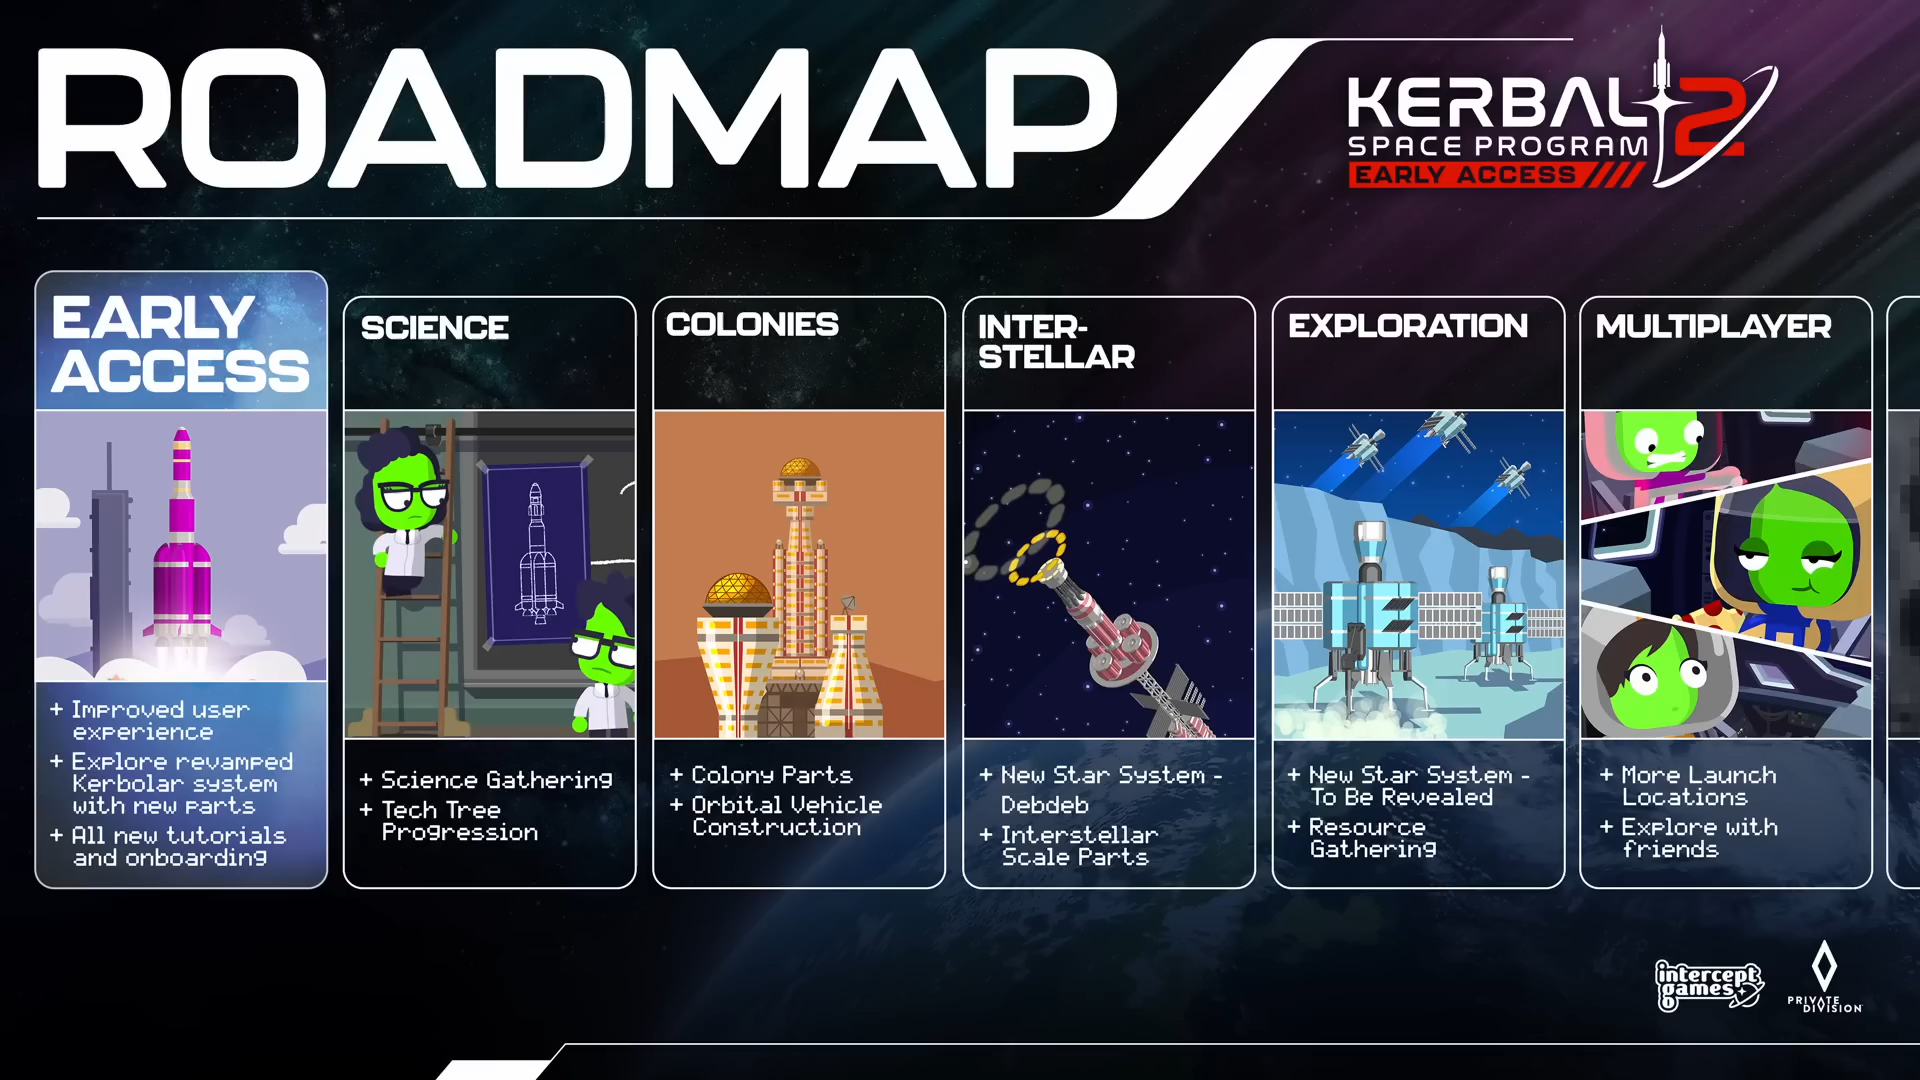 ROADMAP
KERBAL 2
SPACE PROGRAM
EARLY ACCESS
EARLY
ACCESS
+ Improved user
experience
+ Explore revamped
Kerbolar system
with new parts
+ All new tutorials
and onboarding
SCIENCE
+ Science Gathering
+ Tech Tree
Progression
COLONIES
+ Colony Parts
+ Orbital Vehicle
Construction
INTER-
STELLAR
+ New Star System -
Debdeb
+ Interstellar
Scale Parts
EXPLORATION
+ New Star System -
To Be Revealed
+ Resource
Gathering
MULTIPLAYER
+ More Launch
Locations
+ Explore with
friends
intercept
games
PRIVATE
DIVISION